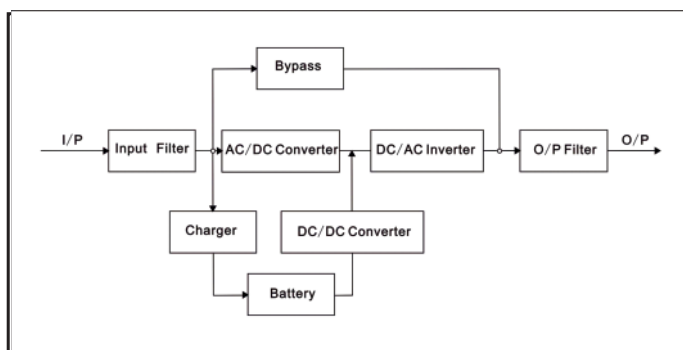 Bypass
I/P
Input Filter
AC/DC Converter
DC/AC Inverter
O/P Filter
O/P
Charger
DC/DC Converter
Battery